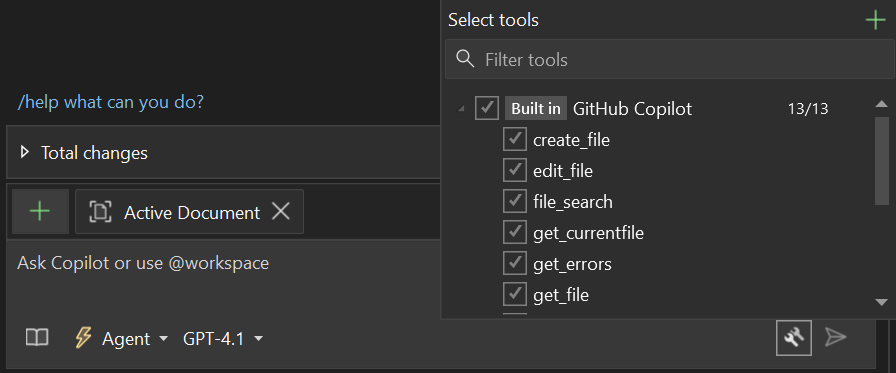 Select tools
Filter tools
Built in GitHub Copilot 13/13
create_file
edit_file
file_search
get_currentfile
get_errors
get_file
/help what can you do?
Total changes
Active Document
Ask Copilot or use @workspace
Agent GPT-4.1